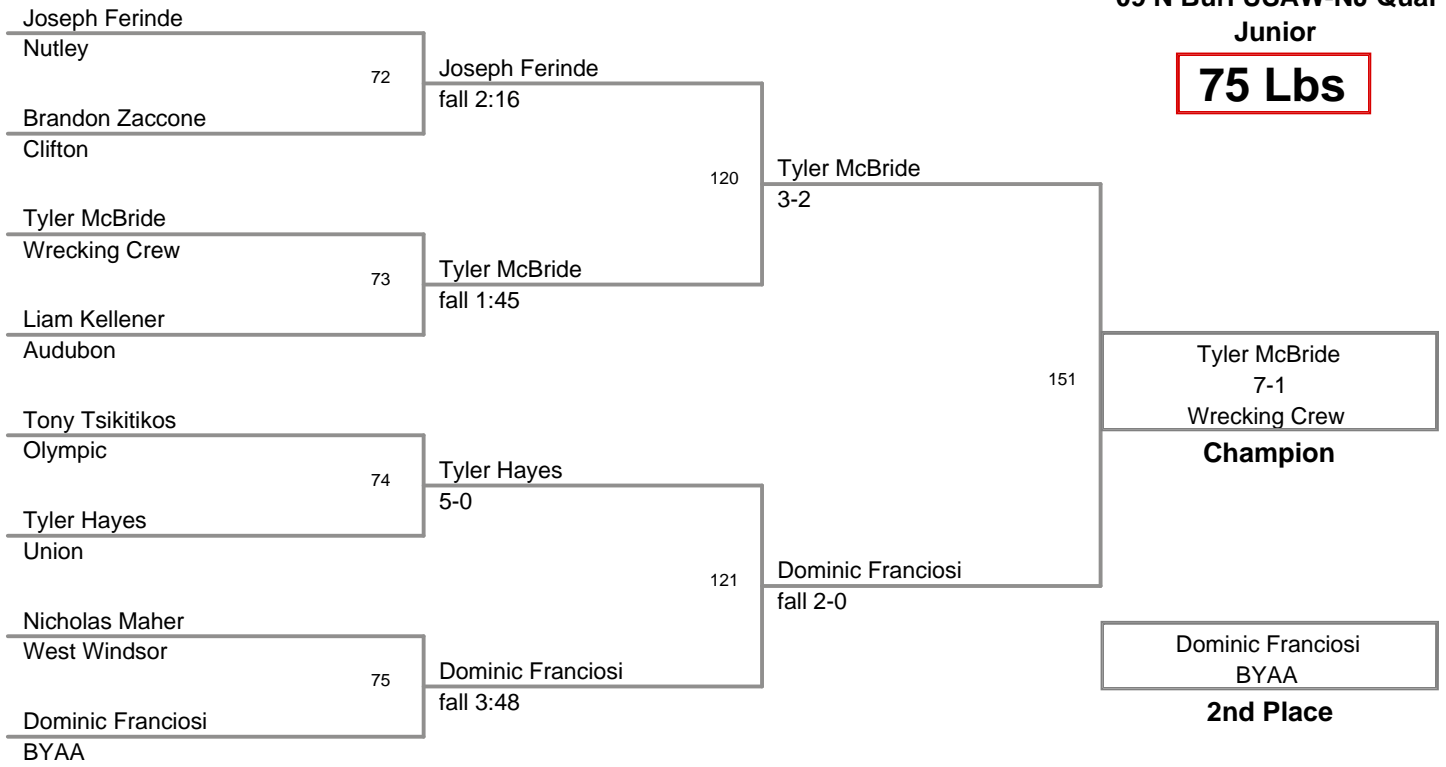 Junior
75 Lbs
Joseph Ferinde
Nutley
72
Joseph Ferinde
fall 2:16
Brandon Zaccone
Clifton
120
Tyler McBride
3-2
Tyler McBride
Wrecking Crew
73
Tyler McBride
fall 1:45
Liam Kellener
Audubon
151
Tyler McBride
7-1
Wrecking Crew
Champion
Tony Tsikitikos
Olympic
74
Tyler Hayes
5-0
Tyler Hayes
Union
121
Dominic Franciosi
fall 2-0
Nicholas Maher
West Windsor
75
Dominic Franciosi
fall 3:48
Dominic Franciosi
BYAA
Dominic Franciosi
BYAA
2nd Place